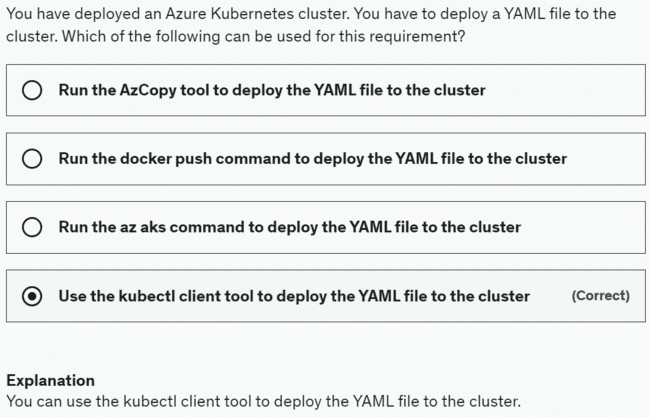 You have deployed an Azure Kubernetes cluster. You have to deploy a YAML file to the
cluster. Which of the following can be used for this requirement?
Run the AzCopy tool to deploy the YAML file to the cluster
Run the docker push command to deploy the YAML file to the cluster
Run the az aks command to deploy the YAML file to the cluster
Use the kubectl client tool to deploy the YAML file to the cluster (Correct)
Explanation
You can use the kubectl client tool to deploy the YAML file to the cluster.